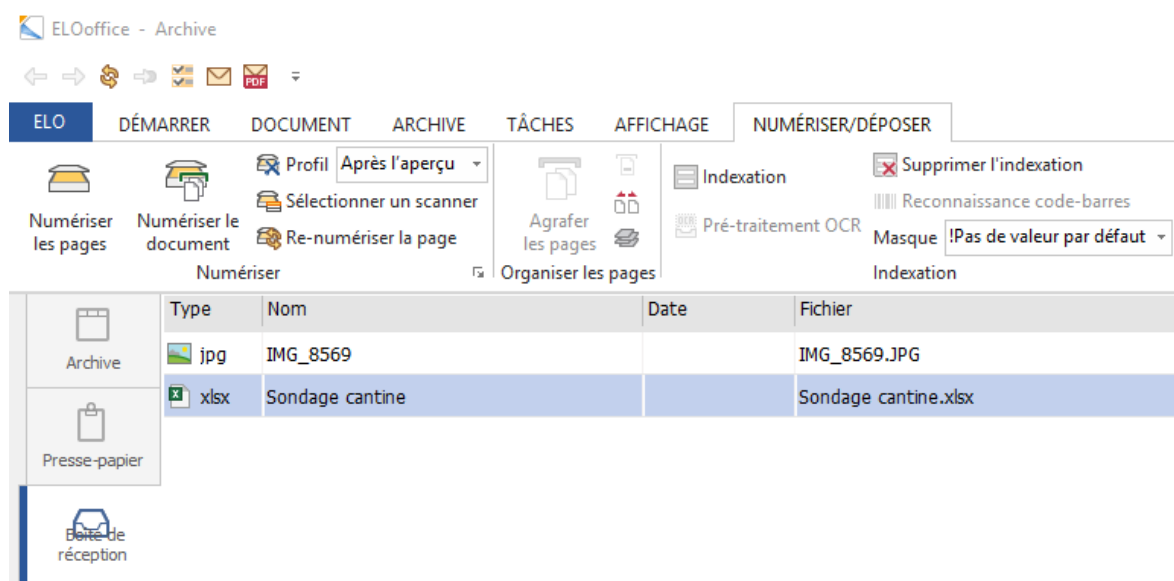 ELOoffice - Archive
PDF
ELO DÉMARRER DOCUMENT ARCHIVE TÂCHES AFFICHAGE NUMÉRISER/DÉPOSER
Numériser les pages
Numériser le document
Profil Après l'aperçu
Sélectionner un scanner
Re-numériser la page
Numériser
Agrafer les pages
Organiser les pages
Indexation
OCR Pré-traitement OCR
Supprimer l'indexation
Reconnaissance code-barres
Masque !Pas de valeur par défaut
Indexation
Archive
Presse-papier
Boîte de réception
Type Nom Date Fichier
jpg IMG_8569 IMG_8569.JPG
xlsx Sondage cantine Sondage cantine.xlsx